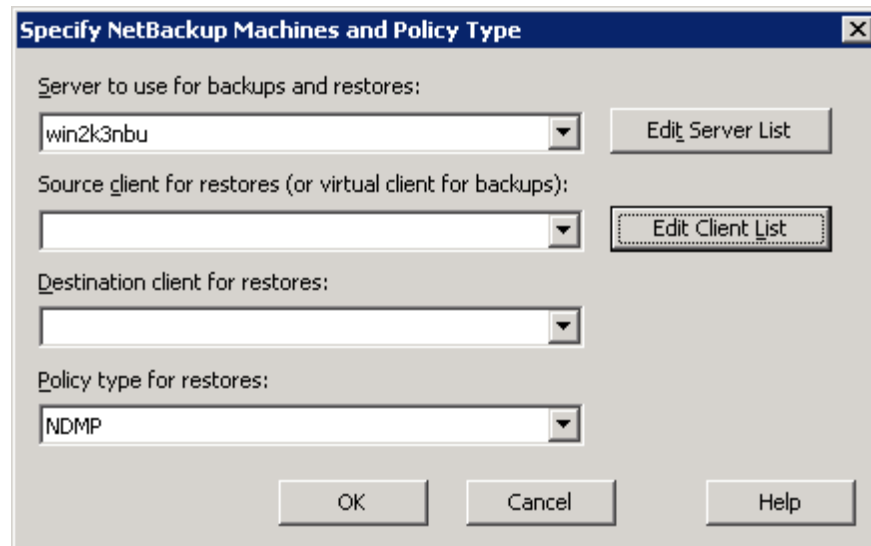 Specify NetBackup Machines and Policy Type
Server to use for backups and restores:
win2k3nbu
Edit Server List
Source client for restores (or virtual client for backups):
Edit Client List
Destination client for restores:
Policy type for restores:
NDMP
OK Cancel Help